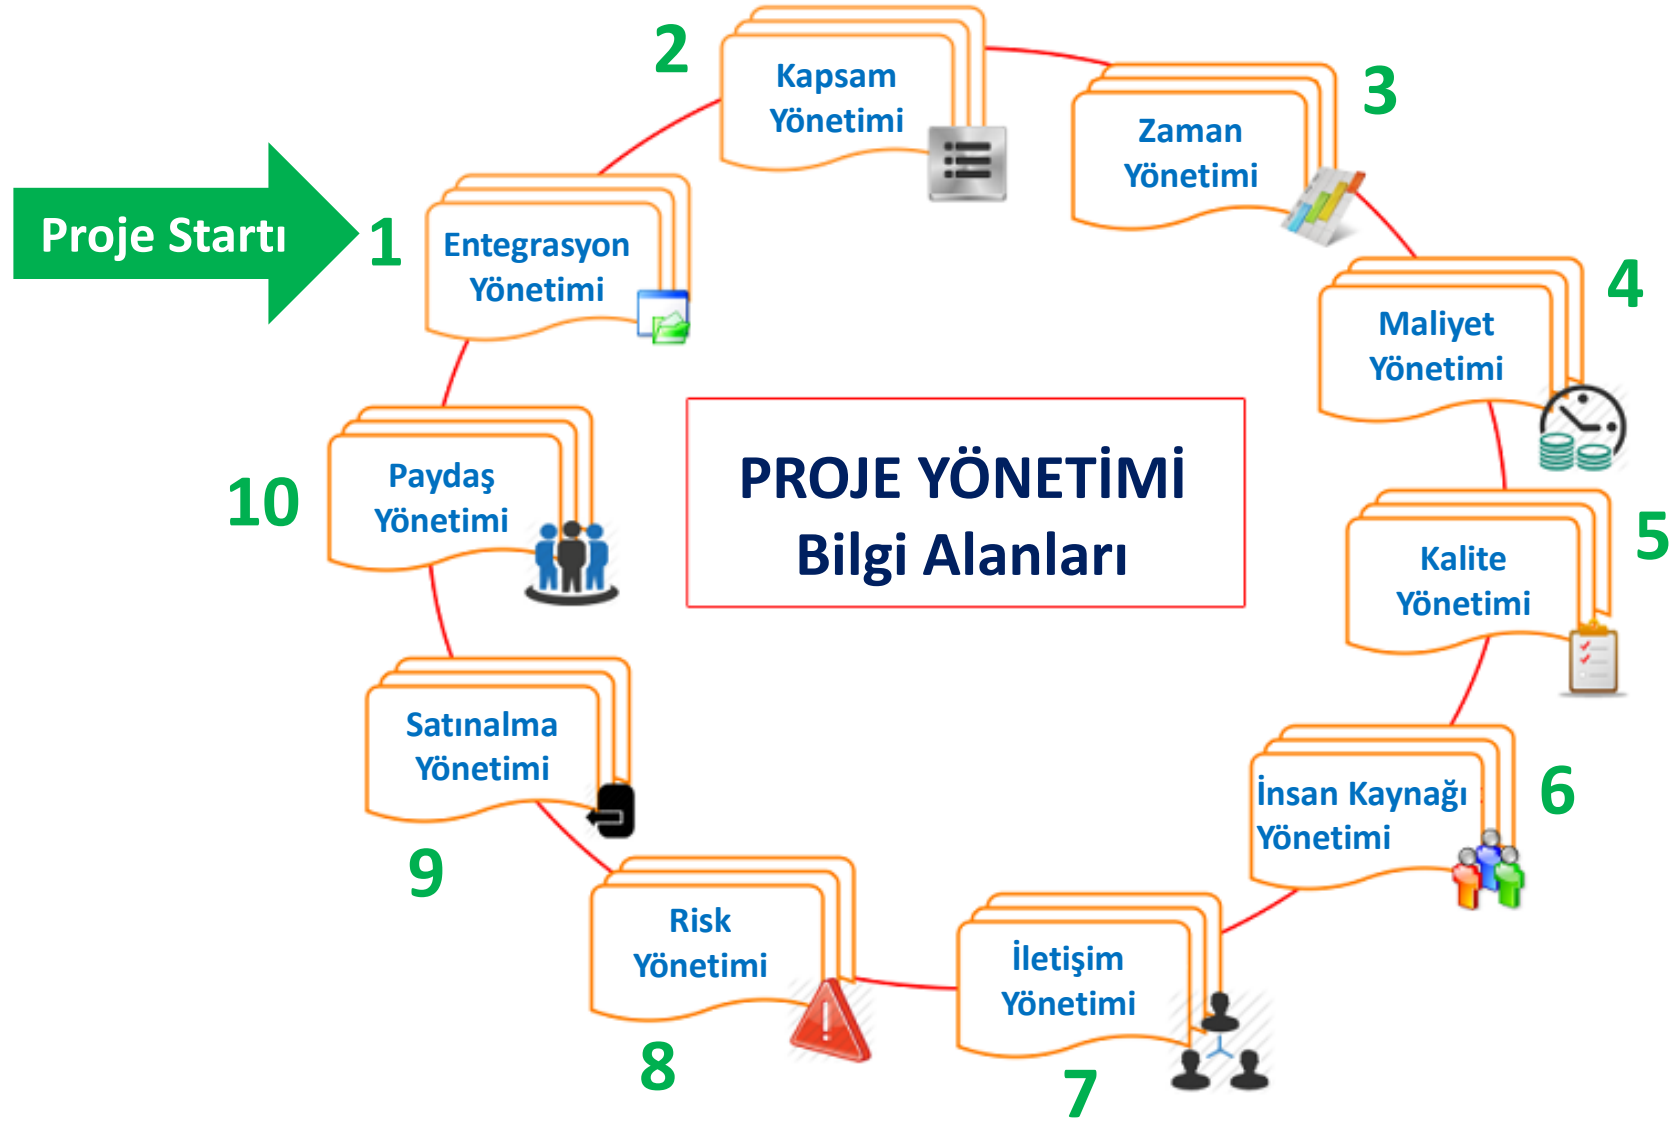 Proje Startı
1
Entegrasyon
Yönetimi
2
Kapsam
Yönetimi
3
Zaman
Yönetimi
4
Maliyet
Yönetimi
5
Kalite
Yönetimi
6
İnsan Kaynağı
Yönetimi
7
İletişim
Yönetimi
8
Risk
Yönetimi
9
Satınalma
Yönetimi
10
Paydaş
Yönetimi
PROJE YÖNETİMİ
Bilgi Alanları